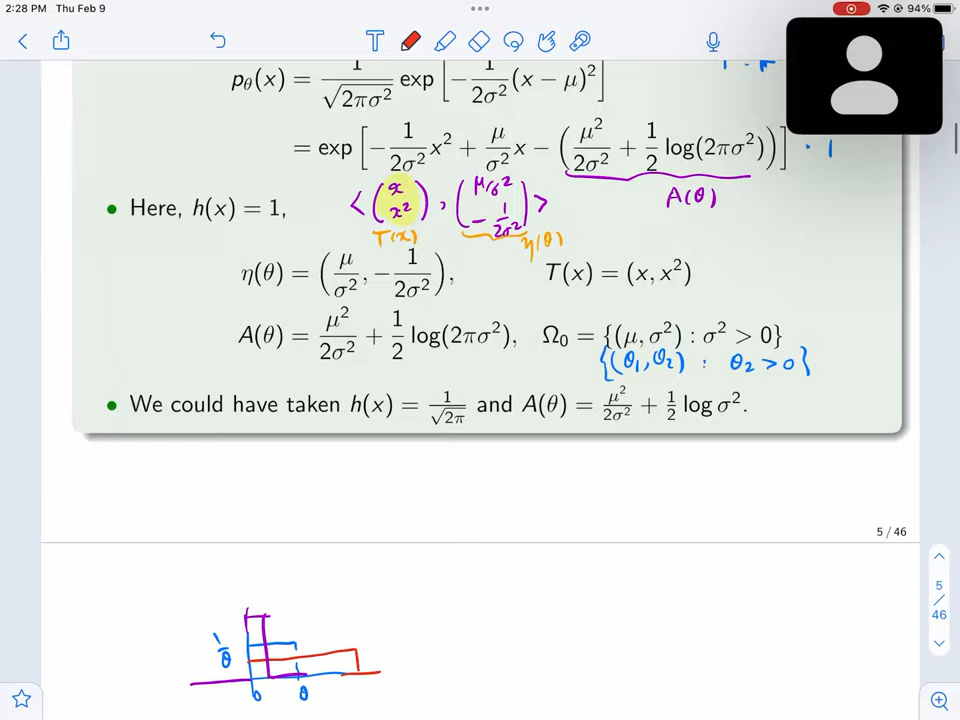 2:28 PM Thu Feb 9
94%
p_θ(x) = 1/√(2πσ²) exp[−1/(2σ²) (x − μ)²]
= exp[−1/(2σ²) x² + μ/σ² x − (μ²/(2σ²) + 1/2 log(2πσ²))] · 1
A(θ)
• Here, h(x) = 1,
< (x x²) , (μ/σ² −1/2σ²) >
T(x) η(θ)
η(θ) = (μ/σ², −1/(2σ²)), T(x) = (x, x²)
A(θ) = μ²/(2σ²) + 1/2 log(2πσ²), Ω₀ = {(μ, σ²) : σ² > 0}
{(θ₁, θ₂) : θ₂ > 0}
• We could have taken h(x) = 1/√(2π) and A(θ) = μ²/(2σ²) + 1/2 log σ².
5 / 46
5
/
46
1/θ
0 θ